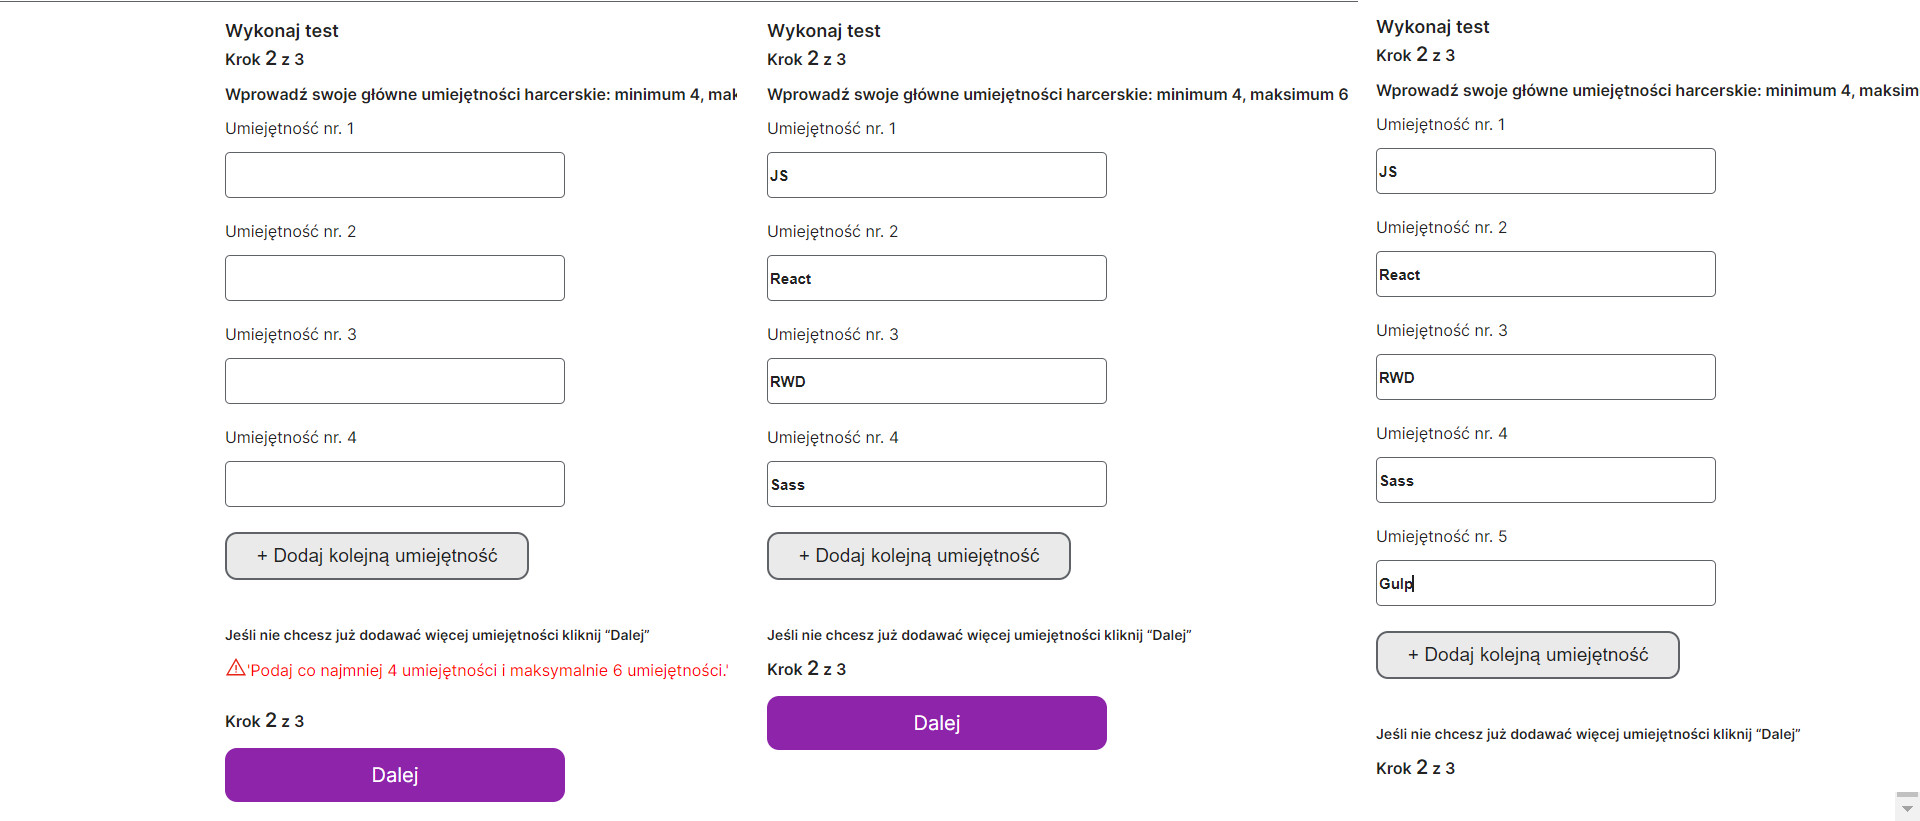 Wykonaj test
Krok 2 z 3
Wprowadź swoje główne umiejętności harcerskie: minimum 4, mak
Umiejętność nr. 1
Umiejętność nr. 2
Umiejętność nr. 3
Umiejętność nr. 4
+ Dodaj kolejną umiejętność
Jeśli nie chcesz już dodawać więcej umiejętności kliknij “Dalej”
'Podaj co najmniej 4 umiejętności i maksymalnie 6 umiejętności.'
Krok 2 z 3
Dalej
Wykonaj test
Krok 2 z 3
Wprowadź swoje główne umiejętności harcerskie: minimum 4, maksimum 6
Umiejętność nr. 1
JS
Umiejętność nr. 2
React
Umiejętność nr. 3
RWD
Umiejętność nr. 4
Sass
+ Dodaj kolejną umiejętność
Jeśli nie chcesz już dodawać więcej umiejętności kliknij “Dalej”
Krok 2 z 3
Dalej
Wykonaj test
Krok 2 z 3
Wprowadź swoje główne umiejętności harcerskie: minimum 4, maksim
Umiejętność nr. 1
JS
Umiejętność nr. 2
React
Umiejętność nr. 3
RWD
Umiejętność nr. 4
Sass
Umiejętność nr. 5
Gulp
+ Dodaj kolejną umiejętność
Jeśli nie chcesz już dodawać więcej umiejętności kliknij “Dalej”
Krok 2 z 3